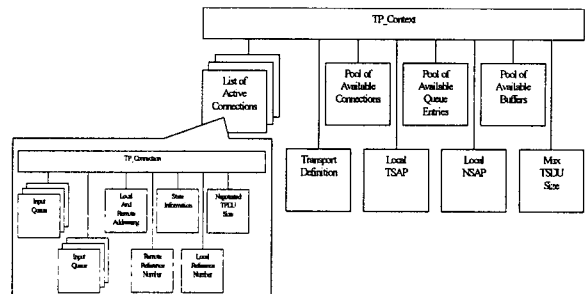 TP_Context
List of
Active
Connections
Pool of
Available
Connections
Pool of
Available
Queue
Entries
Pool of
Available
Buffers
Transport
Definition
Local
TSAP
Local
NSAP
Max
TSDU
Size
TP_Connection
Input
Queue
Local
And
Remote
Addressing
State
Information
Negotiated
TPDU
Size
Input
Queue
Remote
Reference
Number
Local
Reference
Number